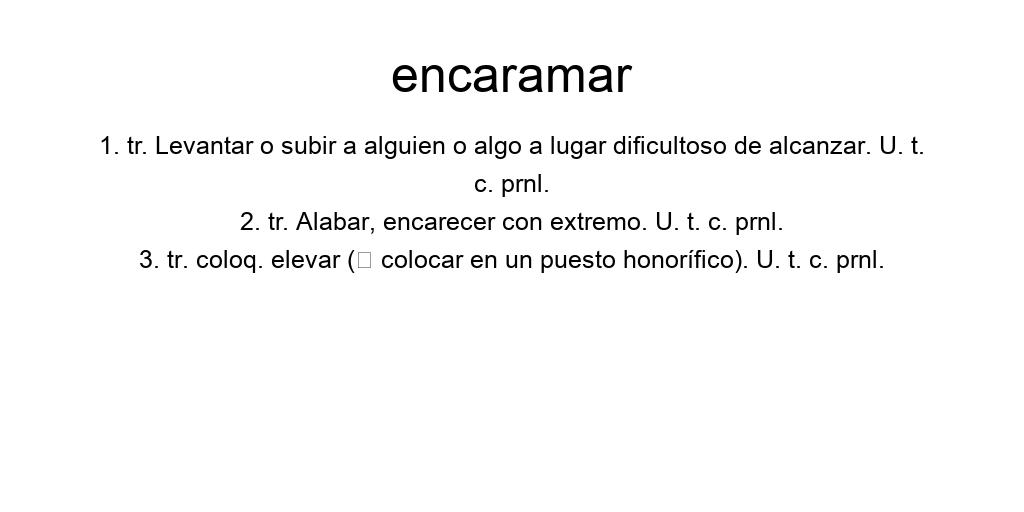 encaramar
1. tr. Levantar o subir a alguien o algo a lugar dificultoso de alcanzar. U. t.
c. prnl.
2. tr. Alabar, encarecer con extremo. U. t. c. prnl.
3. tr. coloq. elevar (□ colocar en un puesto honorífico). U. t. c. prnl.